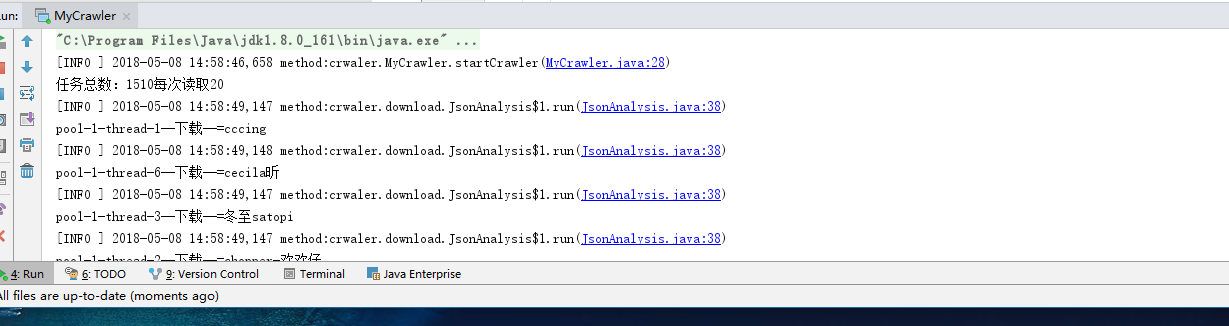 un:
MyCrawler
"C:\Program Files\Java\jdk1.8.0_161\bin\java.exe" ...
[INFO ] 2018-05-08 14:58:46,658 method:crwaler.MyCrawler.startCrawler(MyCrawler.java:28)
任务总数：1510每次读取20
[INFO ] 2018-05-08 14:58:49,147 method:crwaler.download.JsonAnalysis$1.run(JsonAnalysis.java:38)
pool-1-thread-1—下载—=cccing
[INFO ] 2018-05-08 14:58:49,148 method:crwaler.download.JsonAnalysis$1.run(JsonAnalysis.java:38)
pool-1-thread-6—下载—=cecila昕
[INFO ] 2018-05-08 14:58:49,147 method:crwaler.download.JsonAnalysis$1.run(JsonAnalysis.java:38)
pool-1-thread-3—下载—=冬至satopi
[INFO ] 2018-05-08 14:58:49,147 method:crwaler.download.JsonAnalysis$1.run(JsonAnalysis.java:38)
pool-1-thread-2—下载—
4: Run 6: TODO 9: Version Control Terminal Java Enterprise
All files are up-to-date (moments ago)